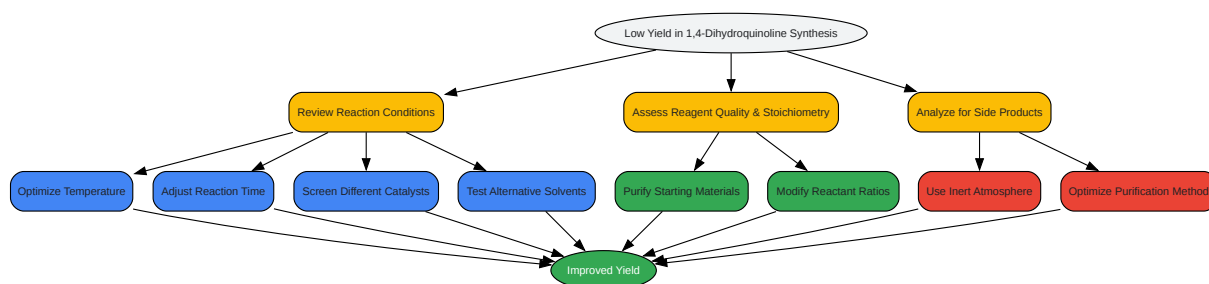 Low Yield in 1,4-Dihydroquinoline Synthesis
Review Reaction Conditions
Assess Reagent Quality & Stoichiometry
Analyze for Side Products
Optimize Temperature
Adjust Reaction Time
Screen Different Catalysts
Test Alternative Solvents
Purify Starting Materials
Modify Reactant Ratios
Use Inert Atmosphere
Optimize Purification Method
Improved Yield